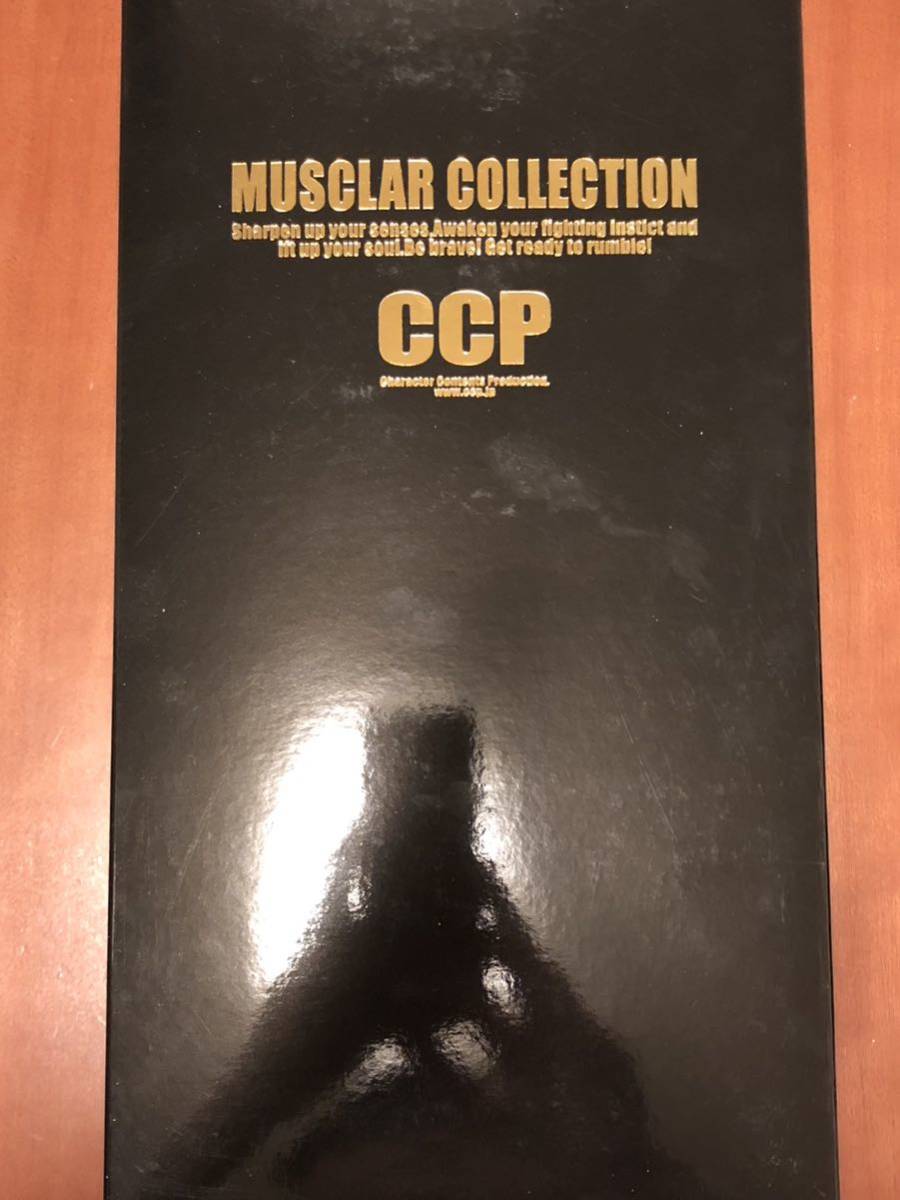 MUSCLAR COLLECTION
Sharpen up your senses.Awaken your fighting instict and
lft up your soul.Be brave! Get ready to rumble!
CCP
Character Contents Production.
www.ccp.jp